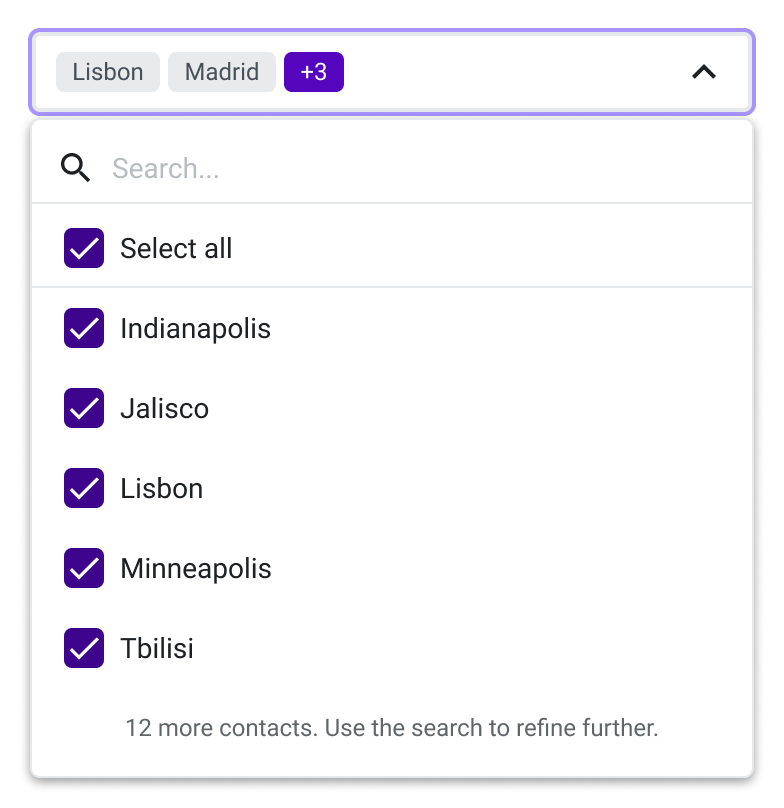 Lisbon Madrid +3
Search...
Select all
Indianapolis
Jalisco
Lisbon
Minneapolis
Tbilisi
12 more contacts. Use the search to refine further.